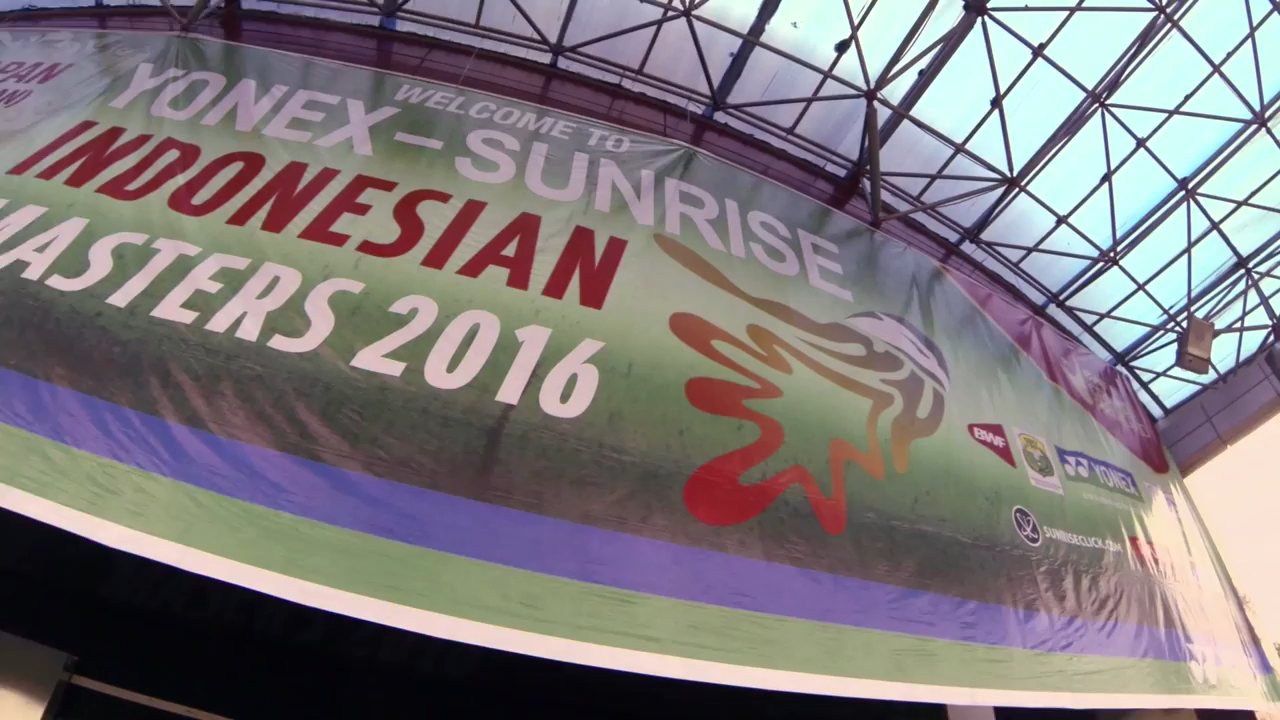 WELCOME TO
YONEX-SUNRISE
INDONESIAN
MASTERS 2016
BWF
YONEX
SUNRISECLICK.COM